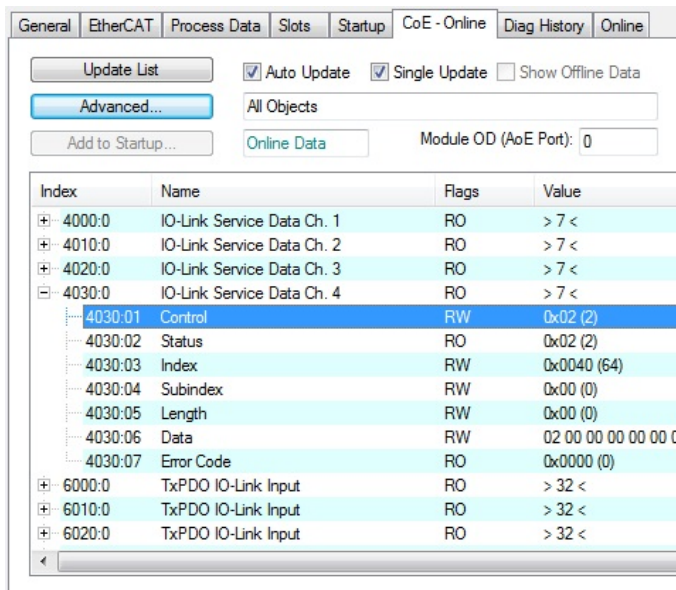 General EtherCAT Process Data Slots Startup CoE - Online Diag History Online
Update List Auto Update Single Update Show Offline Data
Advanced... All Objects
Add to Startup... Online Data Module OD (AoE Port): 0
Index Name Flags Value
4000:0 IO-Link Service Data Ch. 1 RO > 7 <
4010:0 IO-Link Service Data Ch. 2 RO > 7 <
4020:0 IO-Link Service Data Ch. 3 RO > 7 <
4030:0 IO-Link Service Data Ch. 4 RO > 7 <
4030:01 Control RW 0x02 (2)
4030:02 Status RO 0x02 (2)
4030:03 Index RW 0x0040 (64)
4030:04 Subindex RW 0x00 (0)
4030:05 Length RW 0x00 (0)
4030:06 Data RW 02 00 00 00 00 00
4030:07 Error Code RO 0x0000 (0)
6000:0 TxPDO IO-Link Input RO > 32 <
6010:0 TxPDO IO-Link Input RO > 32 <
6020:0 TxPDO IO-Link Input RO > 32 <